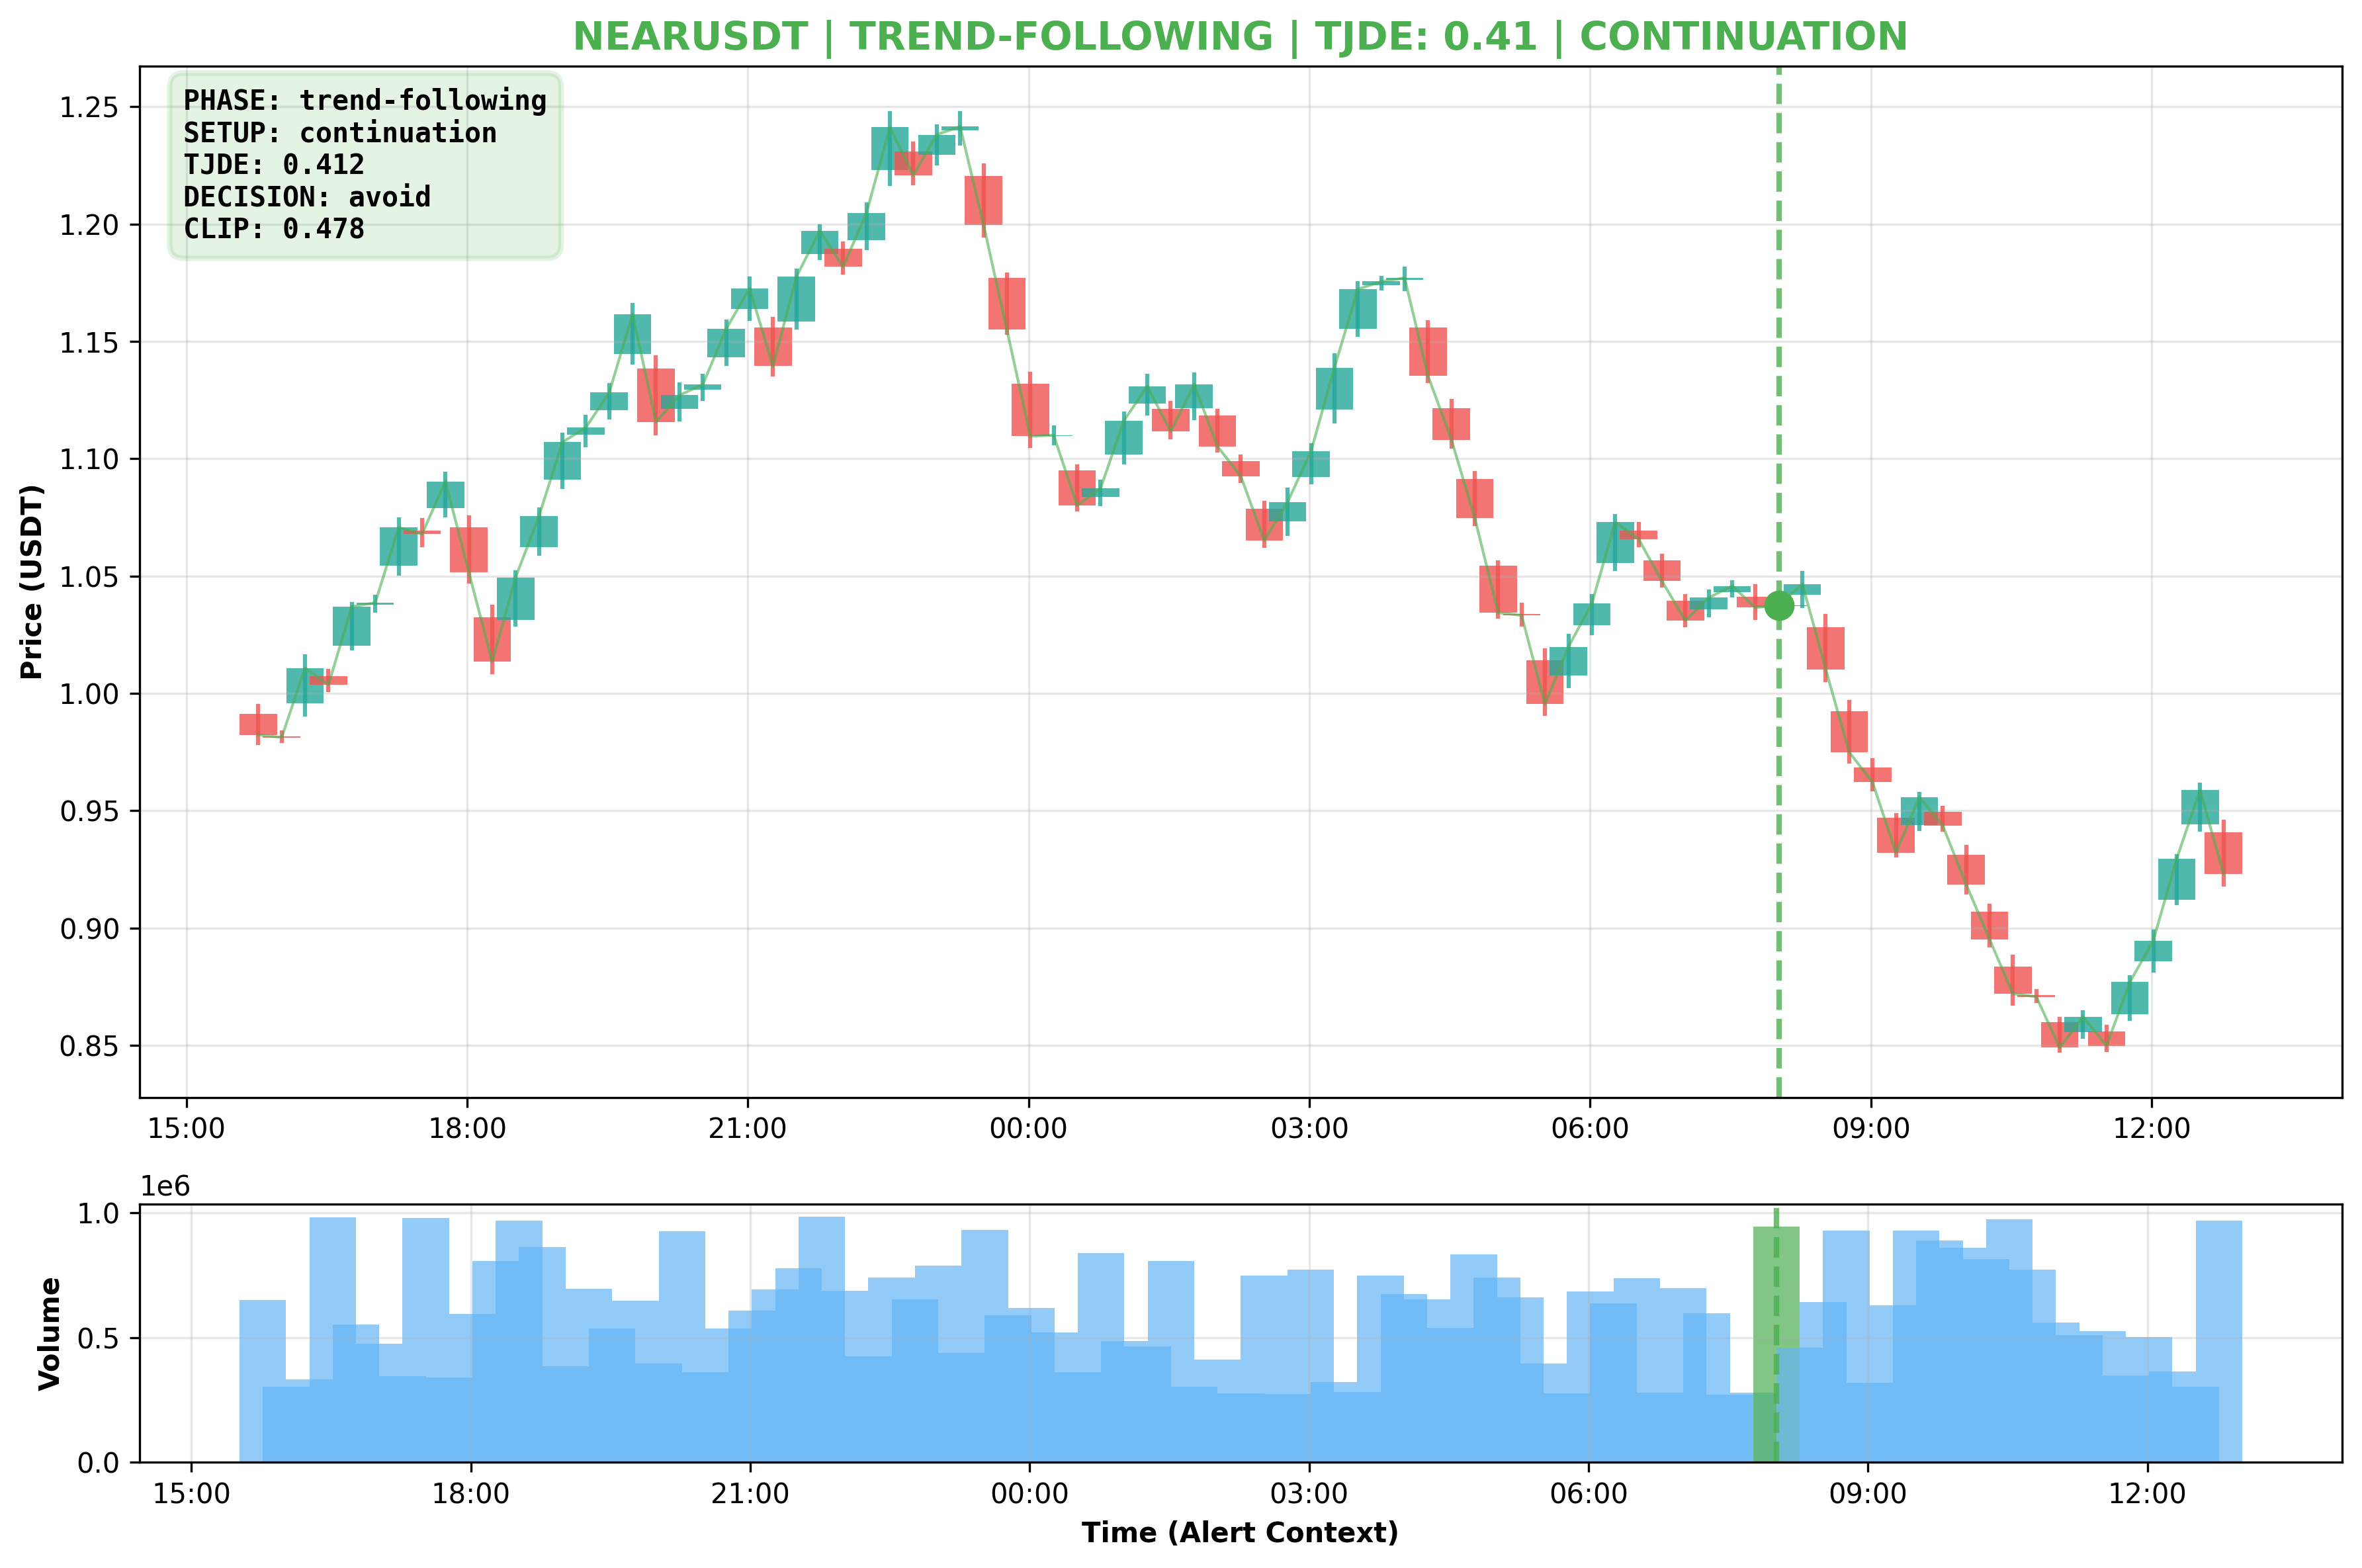 NEARUSDT | TREND-FOLLOWING | TJDE: 0.41 | CONTINUATION
PHASE: trend-following
SETUP: continuation
TJDE: 0.412
DECISION: avoid
CLIP: 0.478
Price (USDT)
1.25
1.20
1.15
1.10
1.05
1.00
0.95
0.90
0.85
15:00 18:00 21:00 00:00 03:00 06:00 09:00 12:00
1e6
Volume
1.0
0.5
0.0
15:00 18:00 21:00 00:00 03:00 06:00 09:00 12:00
Time (Alert Context)